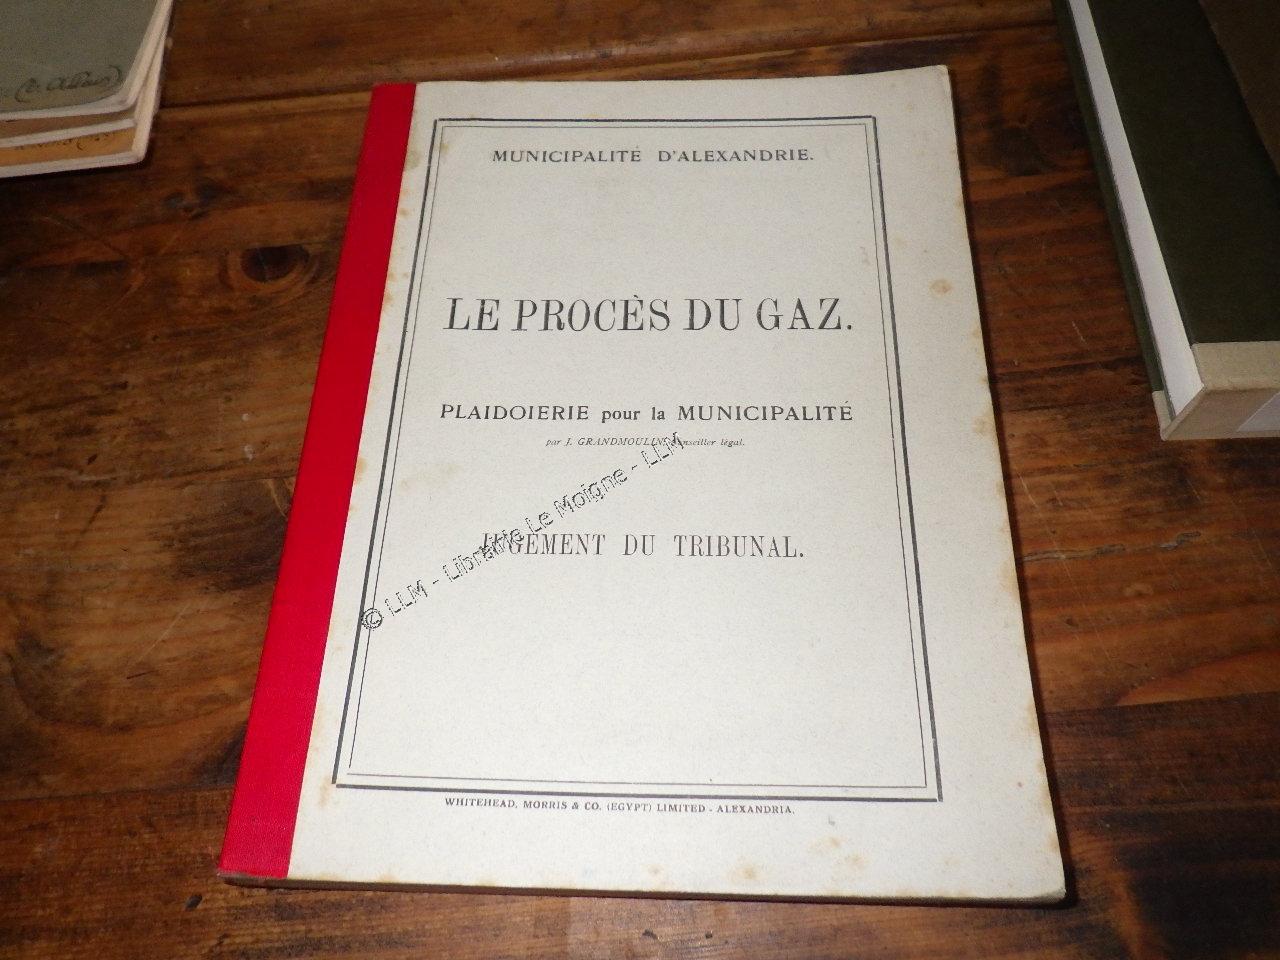 MUNICIPALITÉ D'ALEXANDRIE.
LE PROCÈS DU GAZ.
PLAIDOIERIE pour la MUNICIPALITÉ
par J. GRANDMOULIN, Conseiller légal.
JUGEMENT DU TRIBUNAL.
WHITEHEAD, MORRIS & CO. (EGYPT) LIMITED - ALEXANDRIA.
© LLM - Librairie Le Moigne - LLM